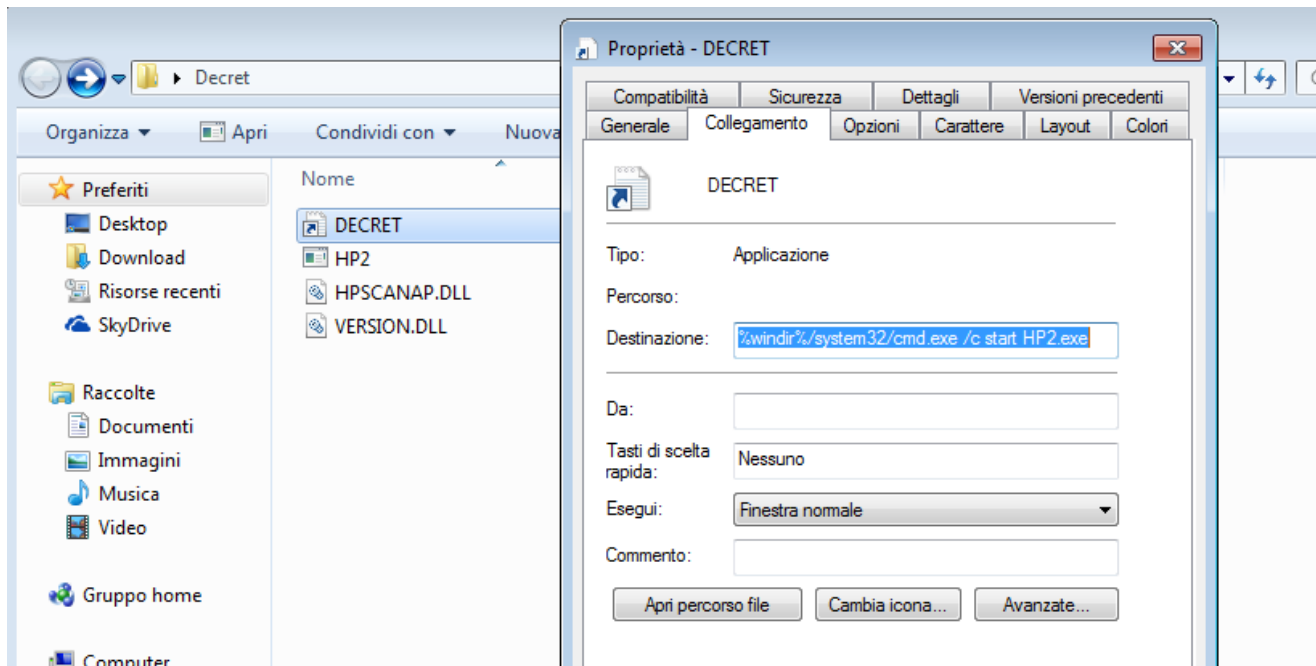 Decret
Organizza
Apri
Condividi con
Nuova
Preferiti
Desktop
Download
Risorse recenti
SkyDrive
Raccolte
Documenti
Immagini
Musica
Video
Gruppo home
Computer
Nome
DECRET
HP2
HPSCANAP.DLL
VERSION.DLL
Proprietà - DECRET
Compatibilità Sicurezza Dettagli Versioni precedenti
Generale Collegamento Opzioni Carattere Layout Colori
DECRET
Tipo: Applicazione
Percorso:
Destinazione: %windir%/system32/cmd.exe /c start HP2.exe
Da:
Tasti di scelta
rapida: Nessuno
Esegui: Finestra normale
Commento:
Apri percorso file Cambia icona... Avanzate...